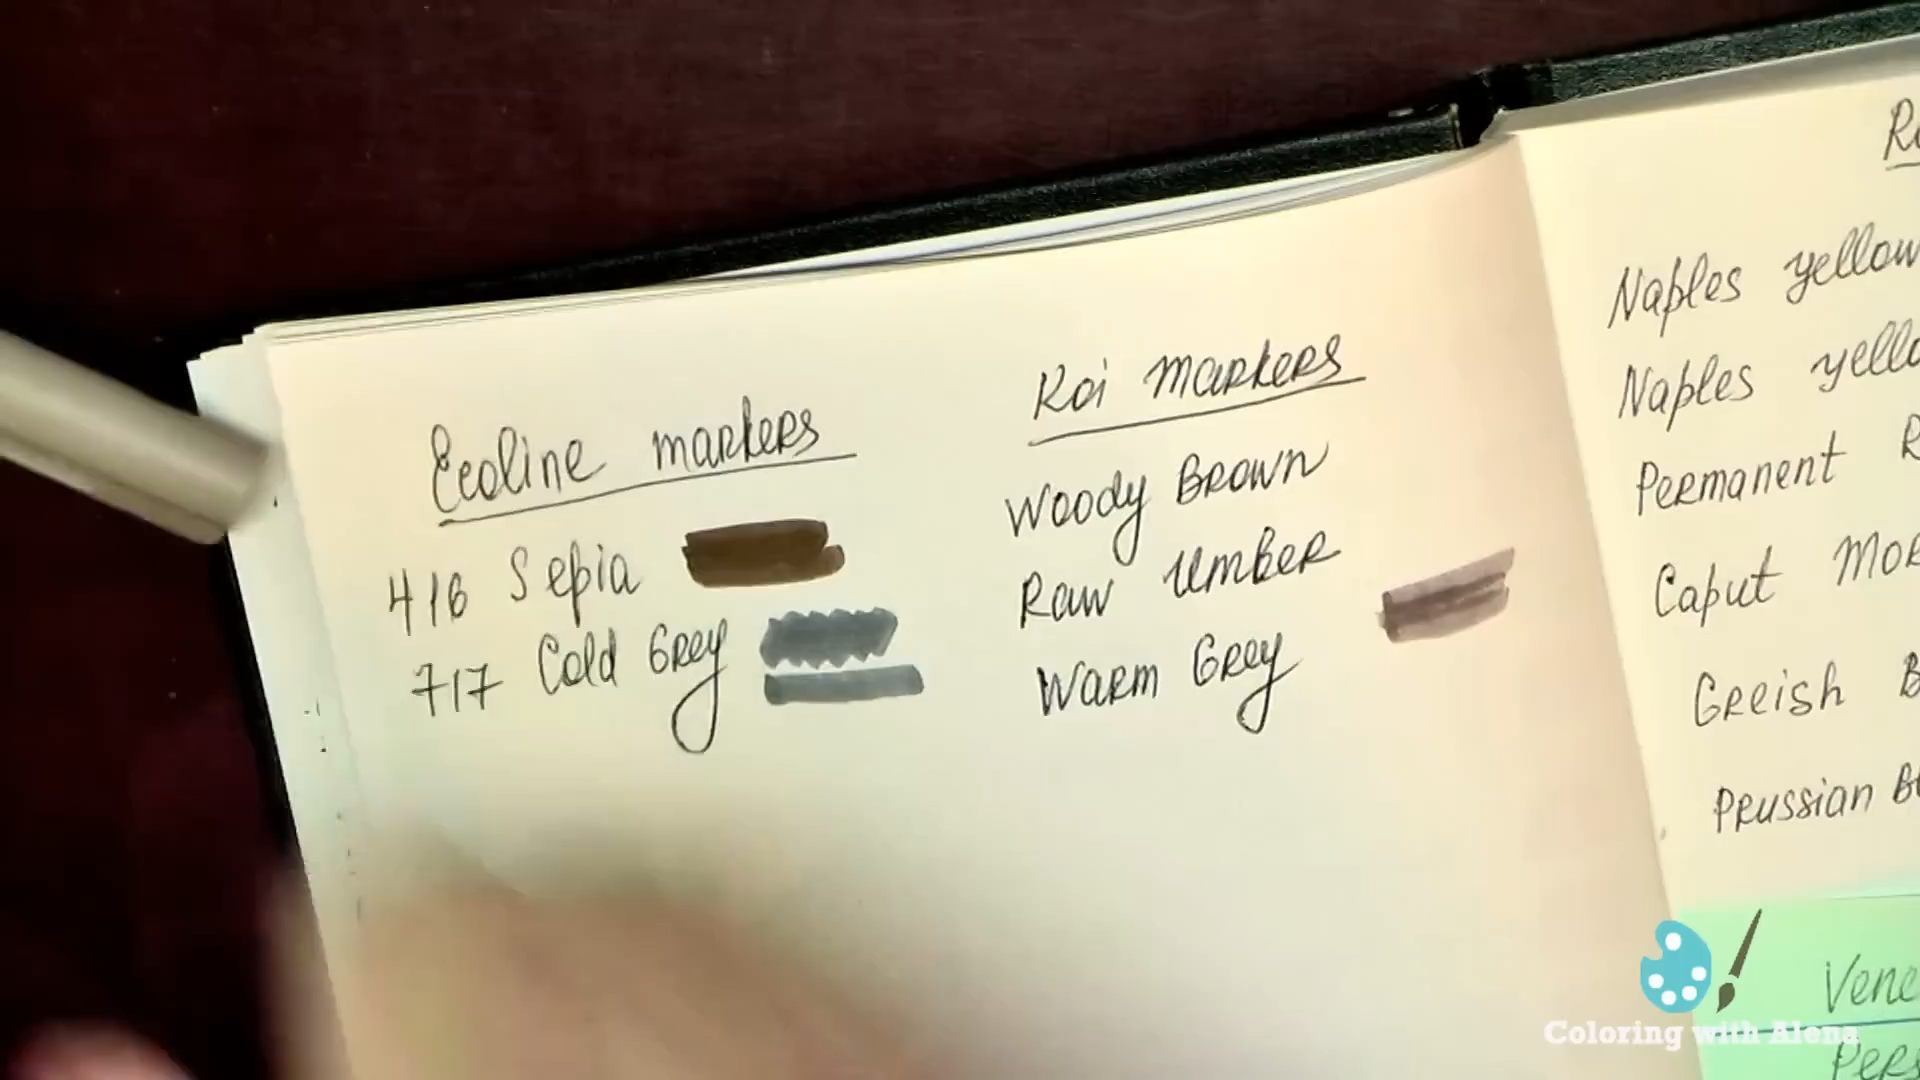 Ecoline markers
416 Sepia
717 Cold Grey
Koi markers
Woody Brown
Raw Umber
Warm Grey
Naples yellow
Naples
Permanent
Caput
Greish
Prussian
Coloring with Alena